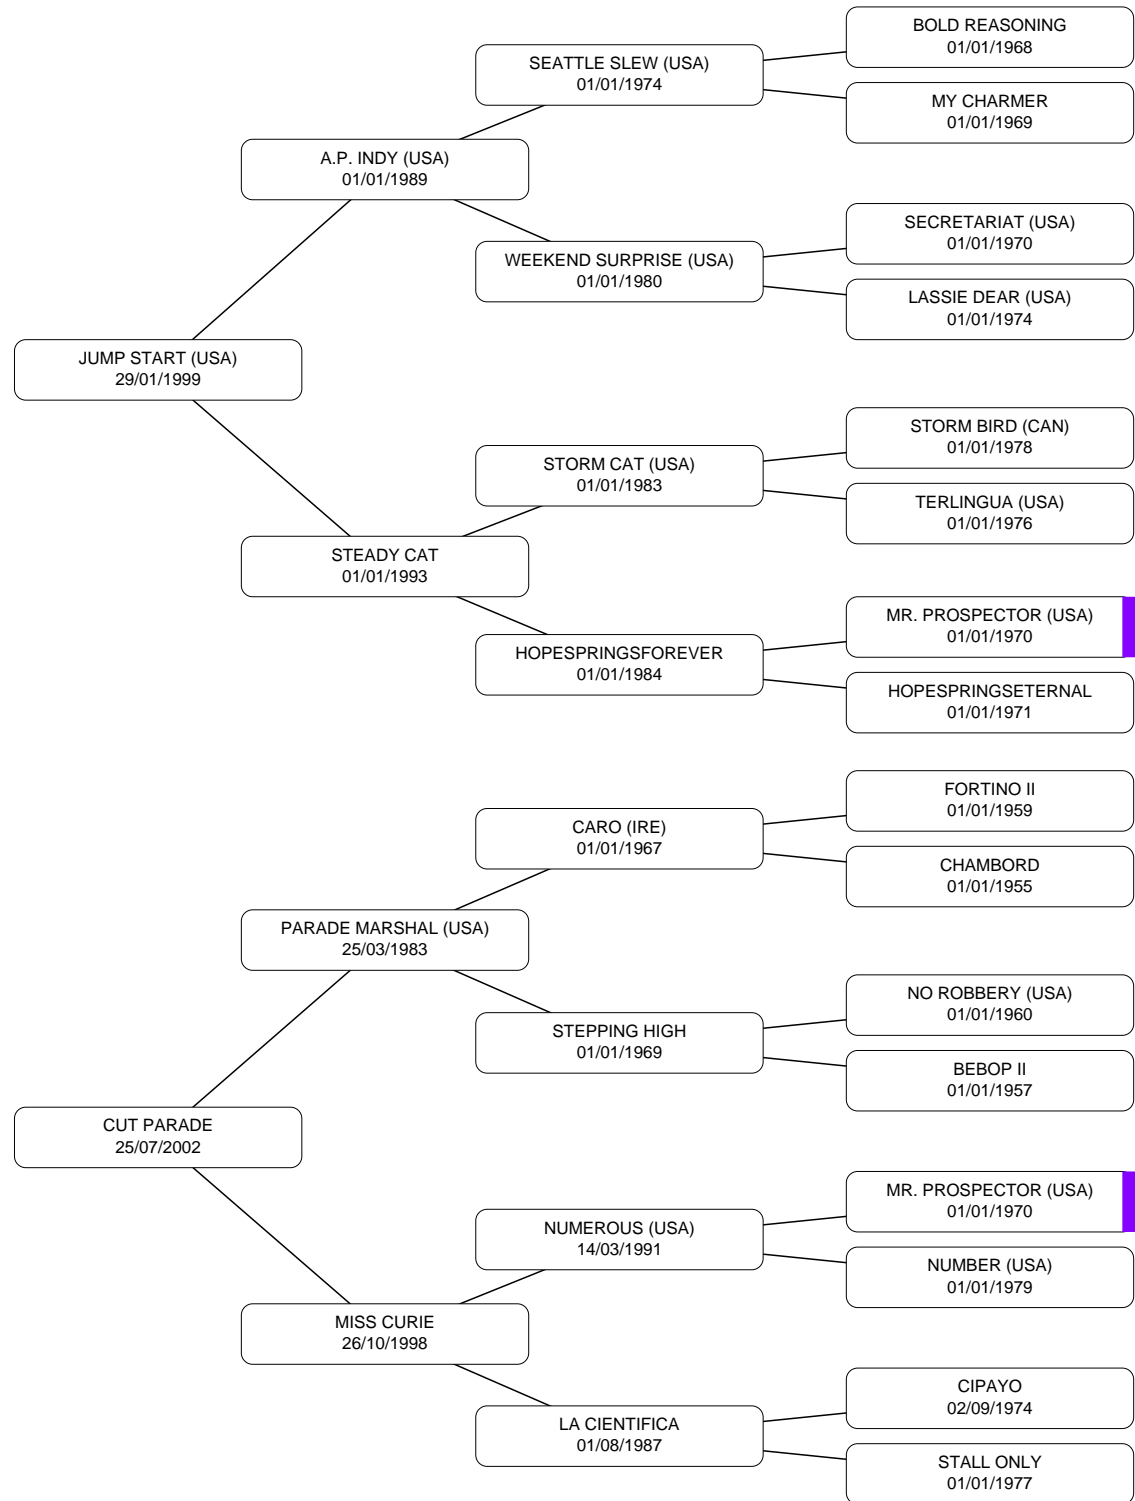 BOLD REASONING
01/01/1968
SEATTLE SLEW (USA)
01/01/1974
MY CHARMER
01/01/1969
A.P. INDY (USA)
01/01/1989
SECRETARIAT (USA)
01/01/1970
WEEKEND SURPRISE (USA)
01/01/1980
LASSIE DEAR (USA)
01/01/1974
JUMP START (USA)
29/01/1999
STORM BIRD (CAN)
01/01/1978
STORM CAT (USA)
01/01/1983
TERLINGUA (USA)
01/01/1976
STEADY CAT
01/01/1993
MR. PROSPECTOR (USA)
01/01/1970
HOPESPRINGSFOREVER
01/01/1984
HOPESPRINGSETERNAL
01/01/1971
FORTINO II
01/01/1959
CARO (IRE)
01/01/1967
CHAMBORD
01/01/1955
PARADE MARSHAL (USA)
25/03/1983
NO ROBBERY (USA)
01/01/1960
STEPPING HIGH
01/01/1969
BEBOP II
01/01/1957
CUT PARADE
25/07/2002
MR. PROSPECTOR (USA)
01/01/1970
NUMEROUS (USA)
14/03/1991
NUMBER (USA)
01/01/1979
MISS CURIE
26/10/1998
CIPAYO
02/09/1974
LA CIENTIFICA
01/08/1987
STALL ONLY
01/01/1977